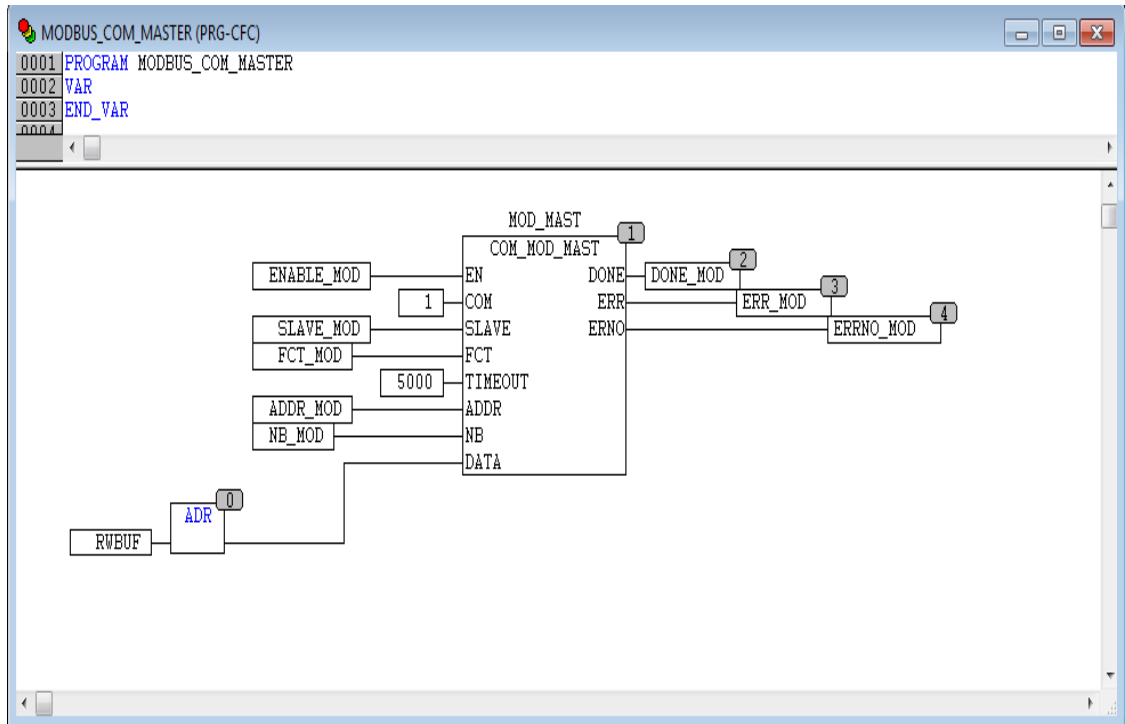 MODBUS_COM_MASTER (PRG-CFC)
0001 PROGRAM MODBUS_COM_MASTER
0002 VAR
0003 END_VAR
0004
MOD_MAST
1
COM_MOD_MAST
ENABLE_MOD EN DONE DONE_MOD 2
1 COM ERR ERR_MOD 3
SLAVE_MOD SLAVE ERNO ERRNO_MOD 4
FCT_MOD FCT
5000 TIMEOUT
ADDR_MOD ADDR
NB_MOD NB
DATA
0
ADR
RWBUF